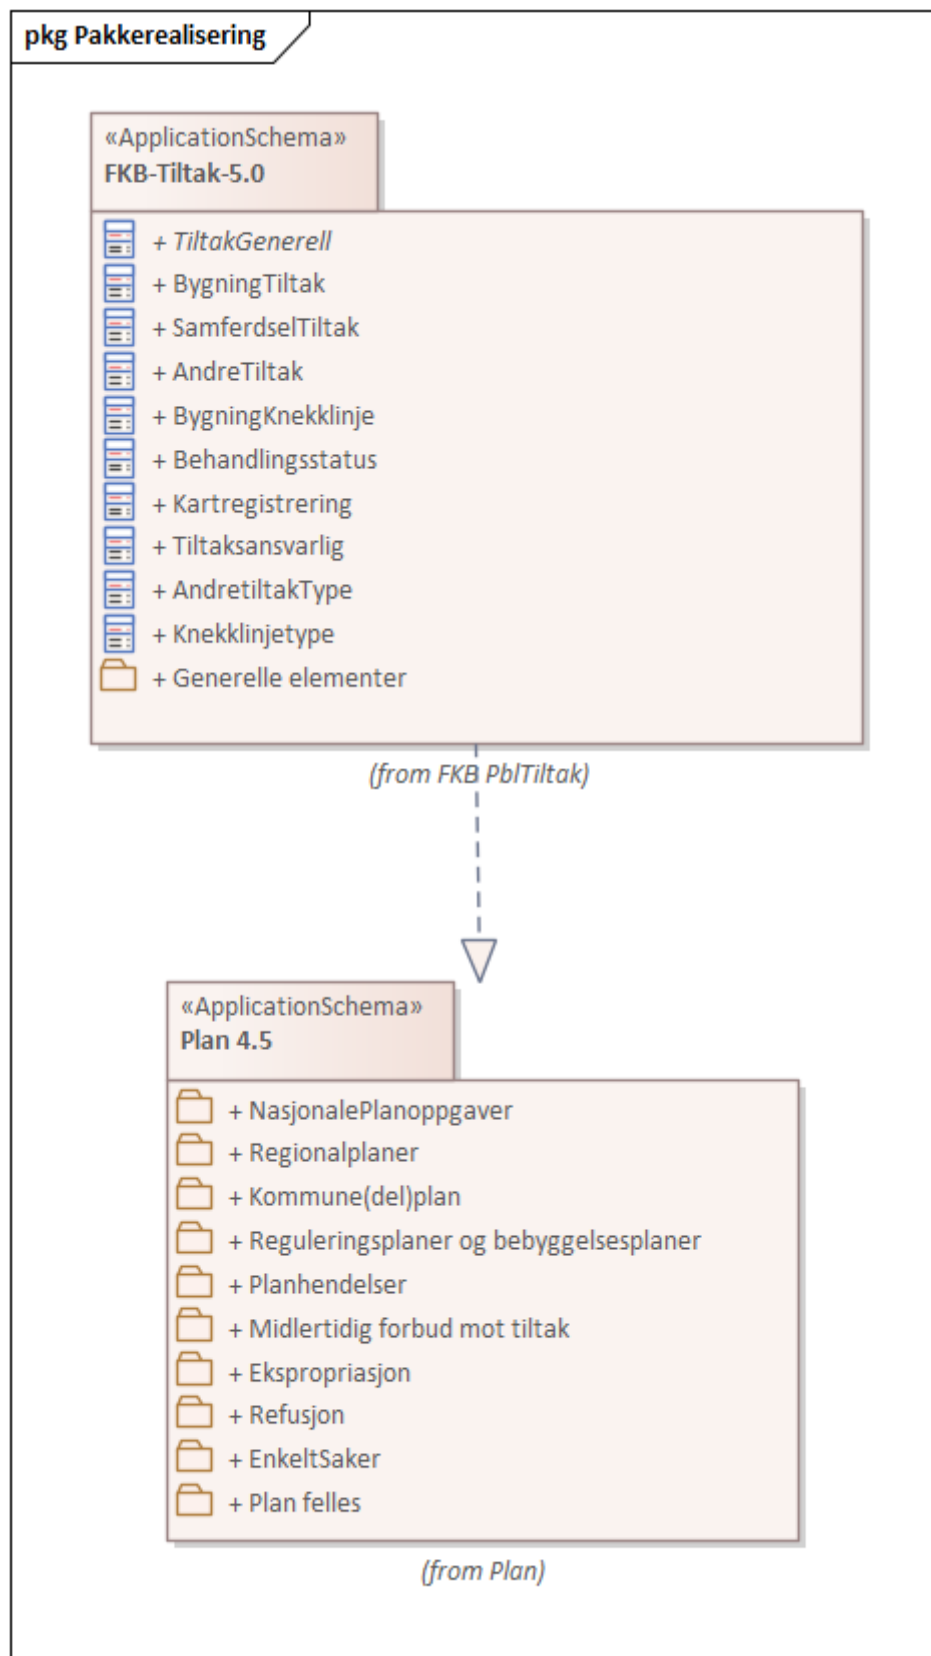 pkg Pakkerealisering
«ApplicationSchema»
FKB-Tiltak-5.0
+ TiltakGenerell
+ BygningTiltak
+ SamferdselTiltak
+ AndreTiltak
+ BygningKnekklinje
+ Behandlingsstatus
+ Kartregistrering
+ Tiltaksansvarlig
+ AndretiltakType
+ Knekklinjetype
+ Generelle elementer
(from FKB PblTiltak)
«ApplicationSchema»
Plan 4.5
+ NasjonalePlanoppgaver
+ Regionalplaner
+ Kommune(del)plan
+ Reguleringsplaner og bebyggelsesplaner
+ Planhendelser
+ Midlertidig forbud mot tiltak
+ Ekspropriasjon
+ Refusjon
+ EnkeltSaker
+ Plan felles
(from Plan)